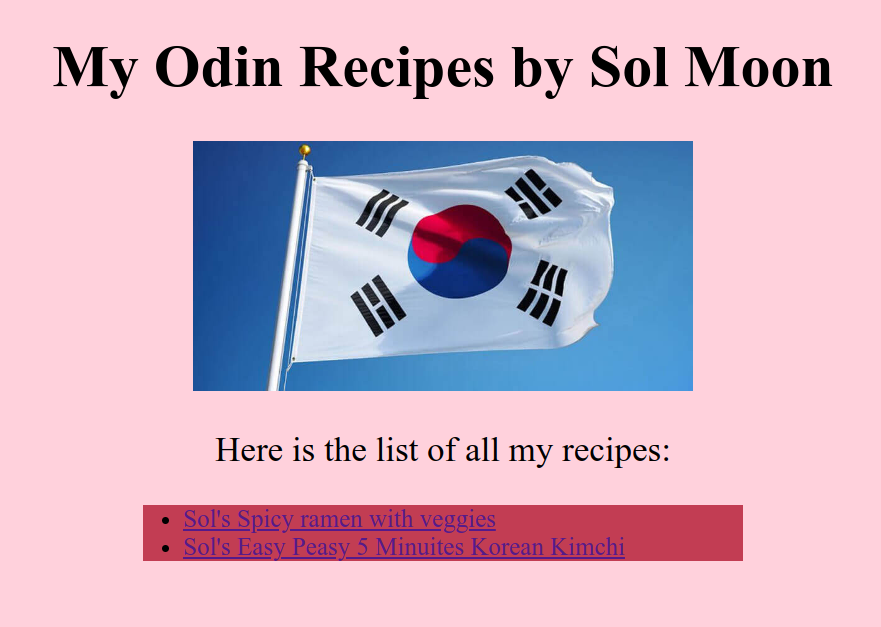 My Odin Recipes by Sol Moon
Here is the list of all my recipes:
Sol's Spicy ramen with veggies
Sol's Easy Peasy 5 Minuites Korean Kimchi